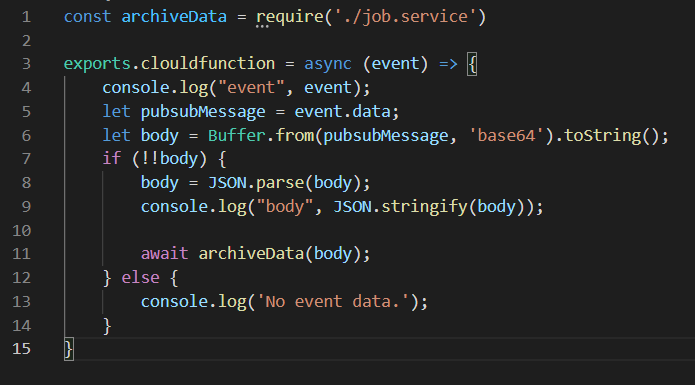 1 const archiveData = require('./job.service')
2
3 exports.clouldfunction = async (event) => {
4     console.log("event", event);
5     let pubsubMessage = event.data;
6     let body = Buffer.from(pubsubMessage, 'base64').toString();
7     if (!!body) {
8         body = JSON.parse(body);
9         console.log("body", JSON.stringify(body));
10
11         await archiveData(body);
12     } else {
13         console.log('No event data.');
14     }
15 }